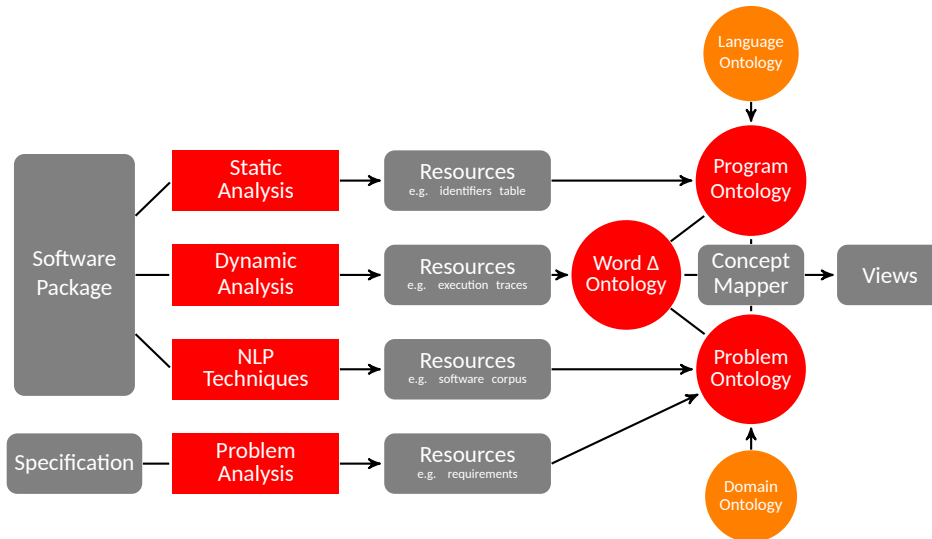 Language
Ontology
Static
Analysis
Resources
e.g. identifiers table
Program
Ontology
Software
Package
Dynamic
Analysis
Resources
e.g. execution traces
Word Δ
Ontology
Concept
Mapper
Views
NLP
Techniques
Resources
e.g. software corpus
Problem
Ontology
Specification
Problem
Analysis
Resources
e.g. requirements
Domain
Ontology